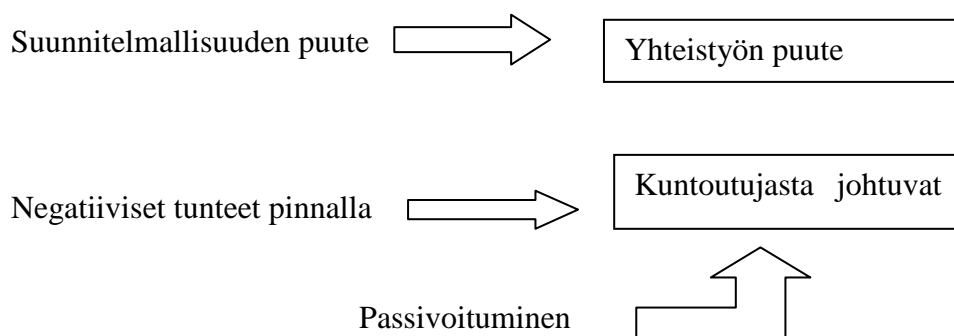 Suunnitelmallisuuden puute
Yhteistyön puute
Negatiiviset tunteet pinnalla
Kuntoutujasta johtuvat
Passivoituminen